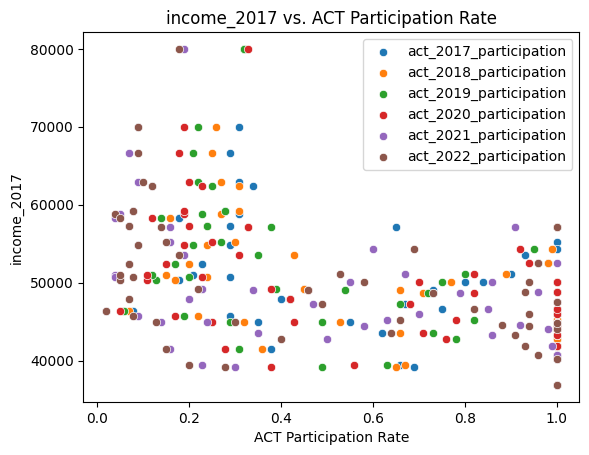 income_2017 vs. ACT Participation Rate
act_2017_participation
act_2018_participation
act_2019_participation
act_2020_participation
act_2021_participation
act_2022_participation
80000
70000
60000
50000
40000
income_2017
0.0 0.2 0.4 0.6 0.8 1.0
ACT Participation Rate